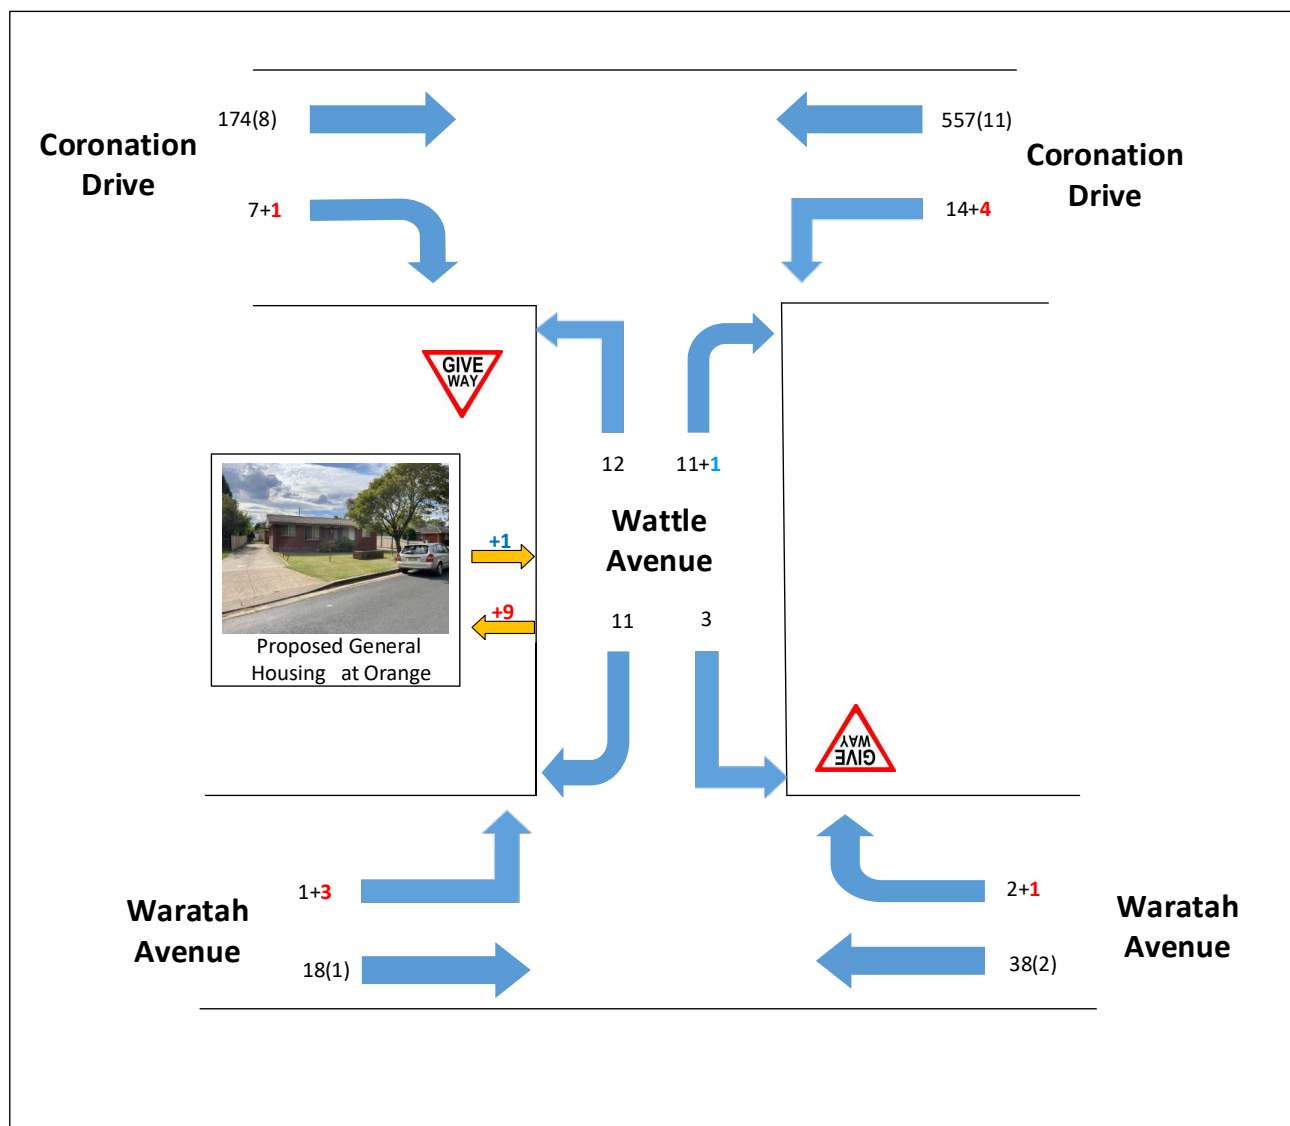 174(8)
557(11)
Coronation
Drive
Coronation
Drive
7+1
14+4
GIVE
WAY
12
11+1
Wattle
Avenue
+1
+9
11
3
Proposed General
Housing at Orange
GIVE
WAY
1+3
2+1
Waratah
Avenue
Waratah
Avenue
18(1)
38(2)